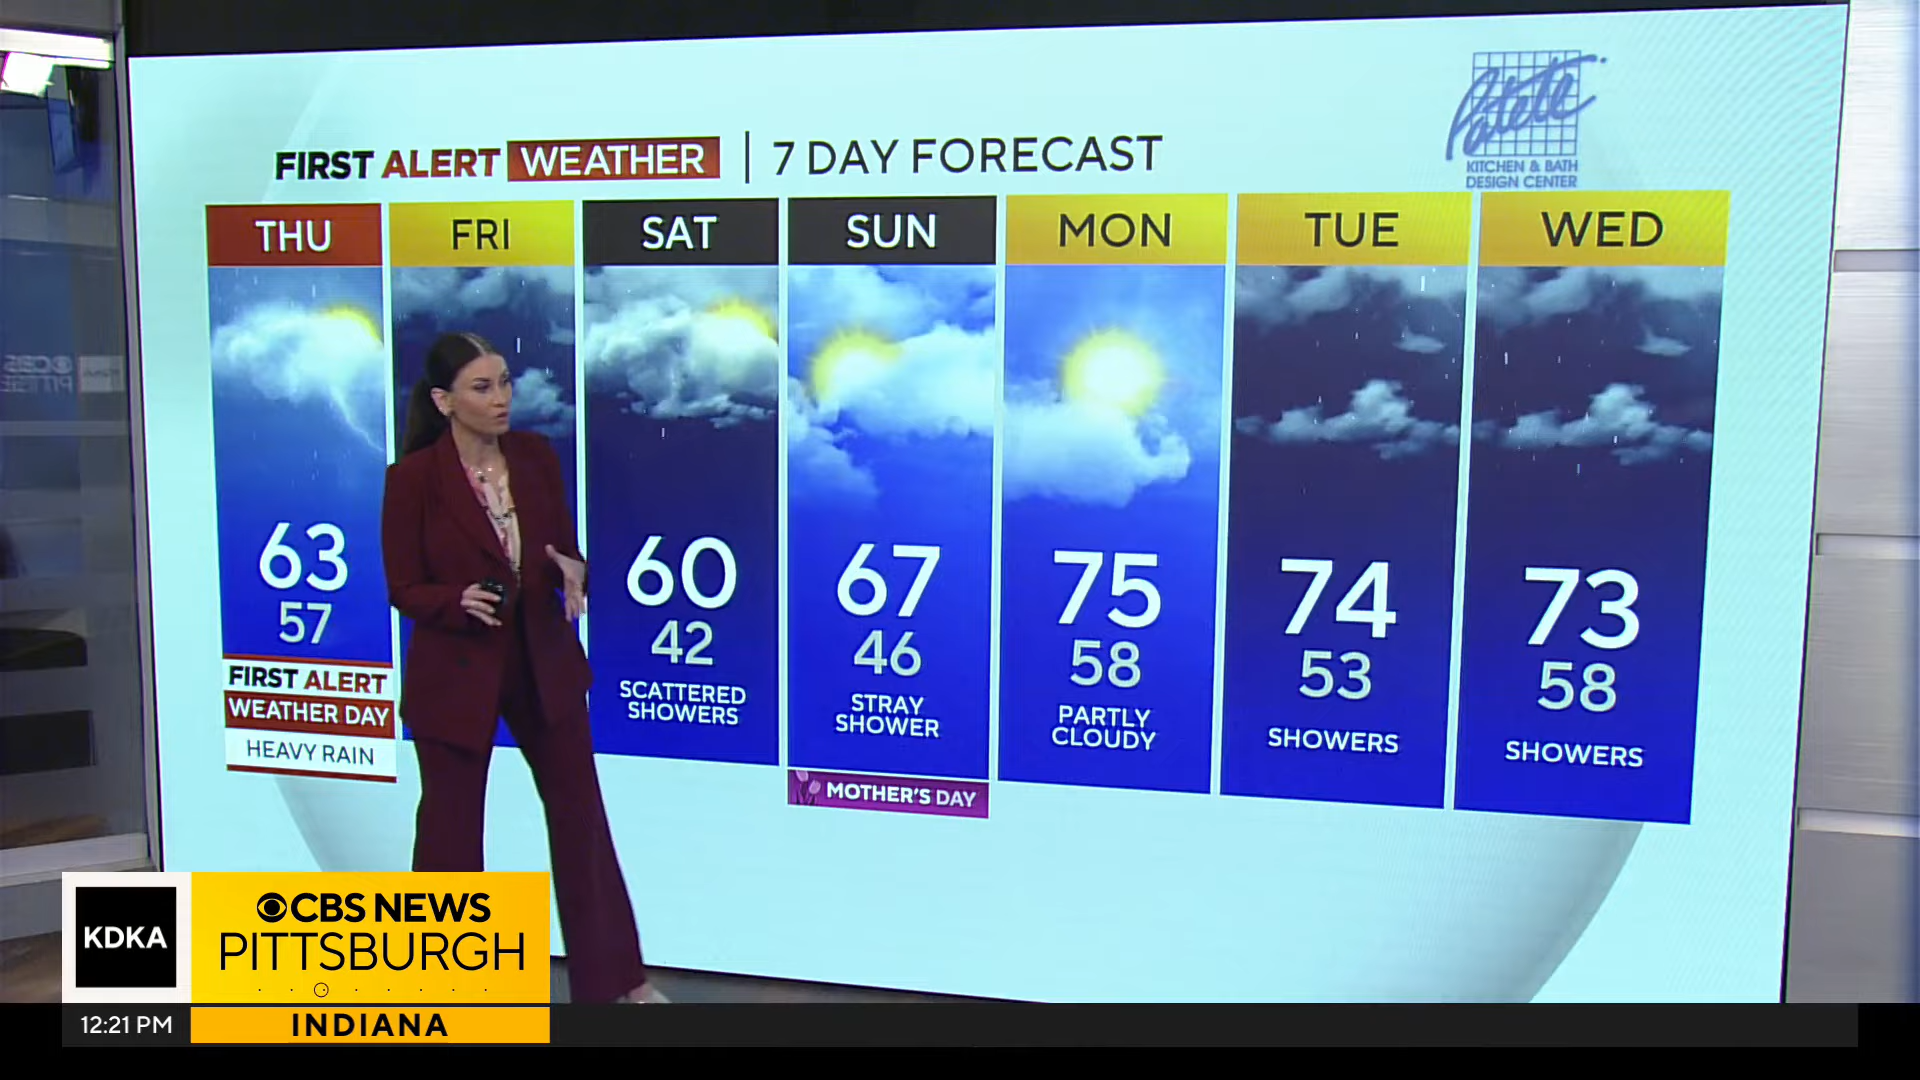 Patete
KITCHEN & BATH
DESIGN CENTER
FIRST ALERT WEATHER | 7 DAY FORECAST
THU
63
57
FIRST ALERT
WEATHER DAY
HEAVY RAIN
FRI
SAT
60
42
SCATTERED
SHOWERS
SUN
67
46
STRAY
SHOWER
MOTHER'S DAY
MON
75
58
PARTLY
CLOUDY
TUE
74
53
SHOWERS
WED
73
58
SHOWERS
KDKA
CBS NEWS
PITTSBURGH
12:21 PM
INDIANA